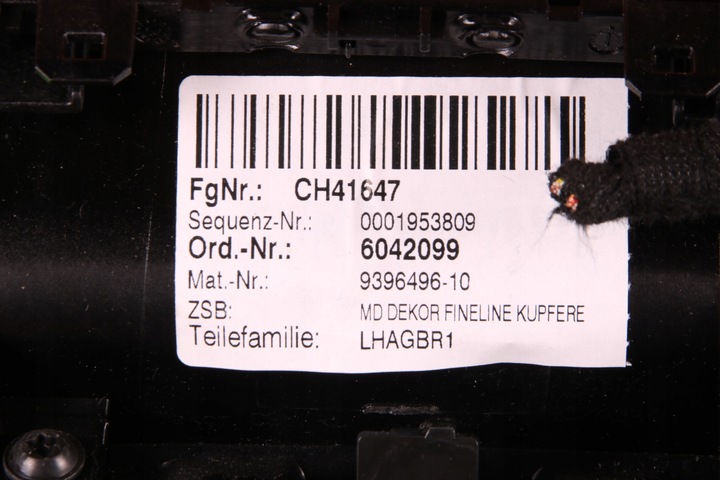 FgNr.: CH41647
Sequenz-Nr.: 0001953809
Ord.-Nr.: 6042099
Mat.-Nr.: 9396496-10
ZSB: MD DEKOR FINELINE KUPFERE
Teilefamilie: LHAGBR1